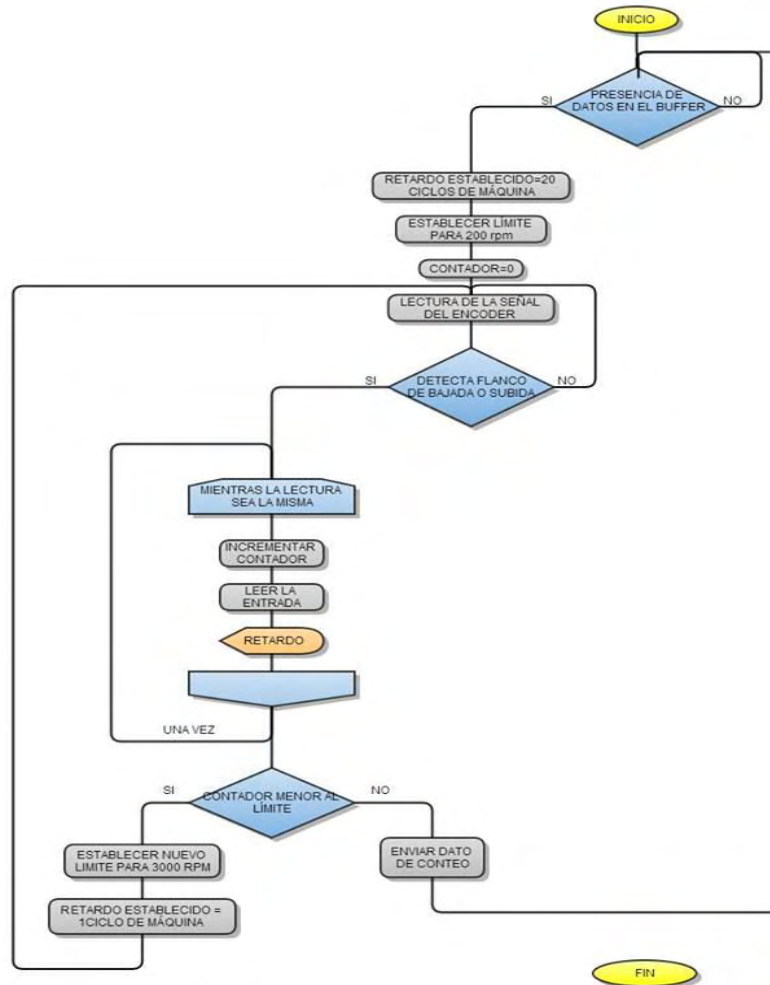 INICIO
PRESENCIA DE
DATOS EN EL BUFFER
SI
NO
RETARDO ESTABLECIDO=20
CICLOS DE MÁQUINA
ESTABLECER LÍMITE
PARA 200 rpm
CONTADOR=0
LECTURA DE LA SEÑAL
DEL ENCODER
SI
DETECTA FLANCO
DE BAJADA O SUBIDA
NO
MIENTRAS LA LECTURA
SEA LA MISMA
INCREMENTAR
CONTADOR
LEER LA
ENTRADA
RETARDO
UNA VEZ
SI
CONTADOR MENOR AL
LÍMITE
NO
ESTABLECER NUEVO
LIMITE PARA 3000 RPM
RETARDO ESTABLECIDO =
1CICLO DE MÁQUINA
ENVIAR DATO
DE CONTEO
FIN